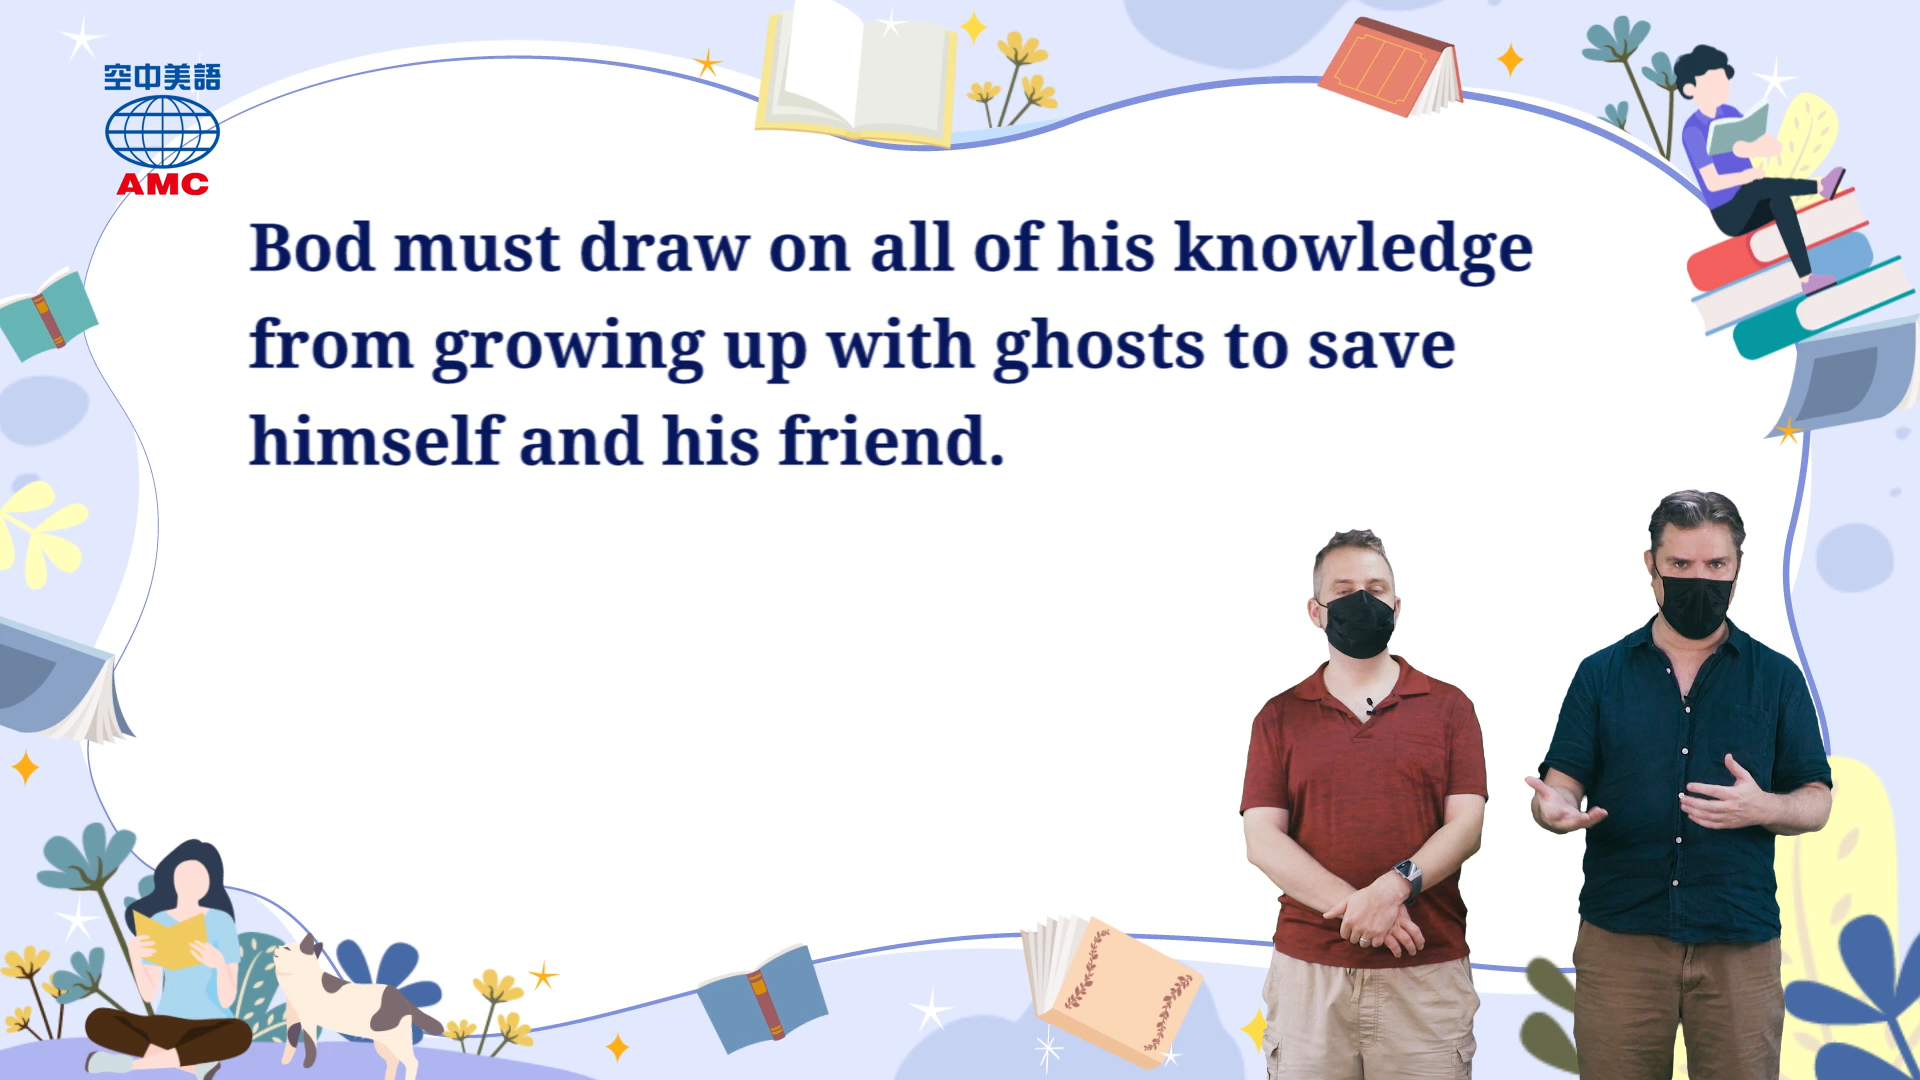 空中美語
AMC
Bod must draw on all of his knowledge
from growing up with ghosts to save
himself and his friend.